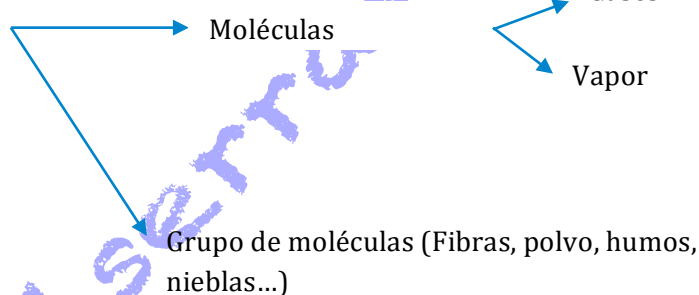 Moléculas
Vapor
Grupo de moléculas (Fibras, polvo, humos,
nieblas...)